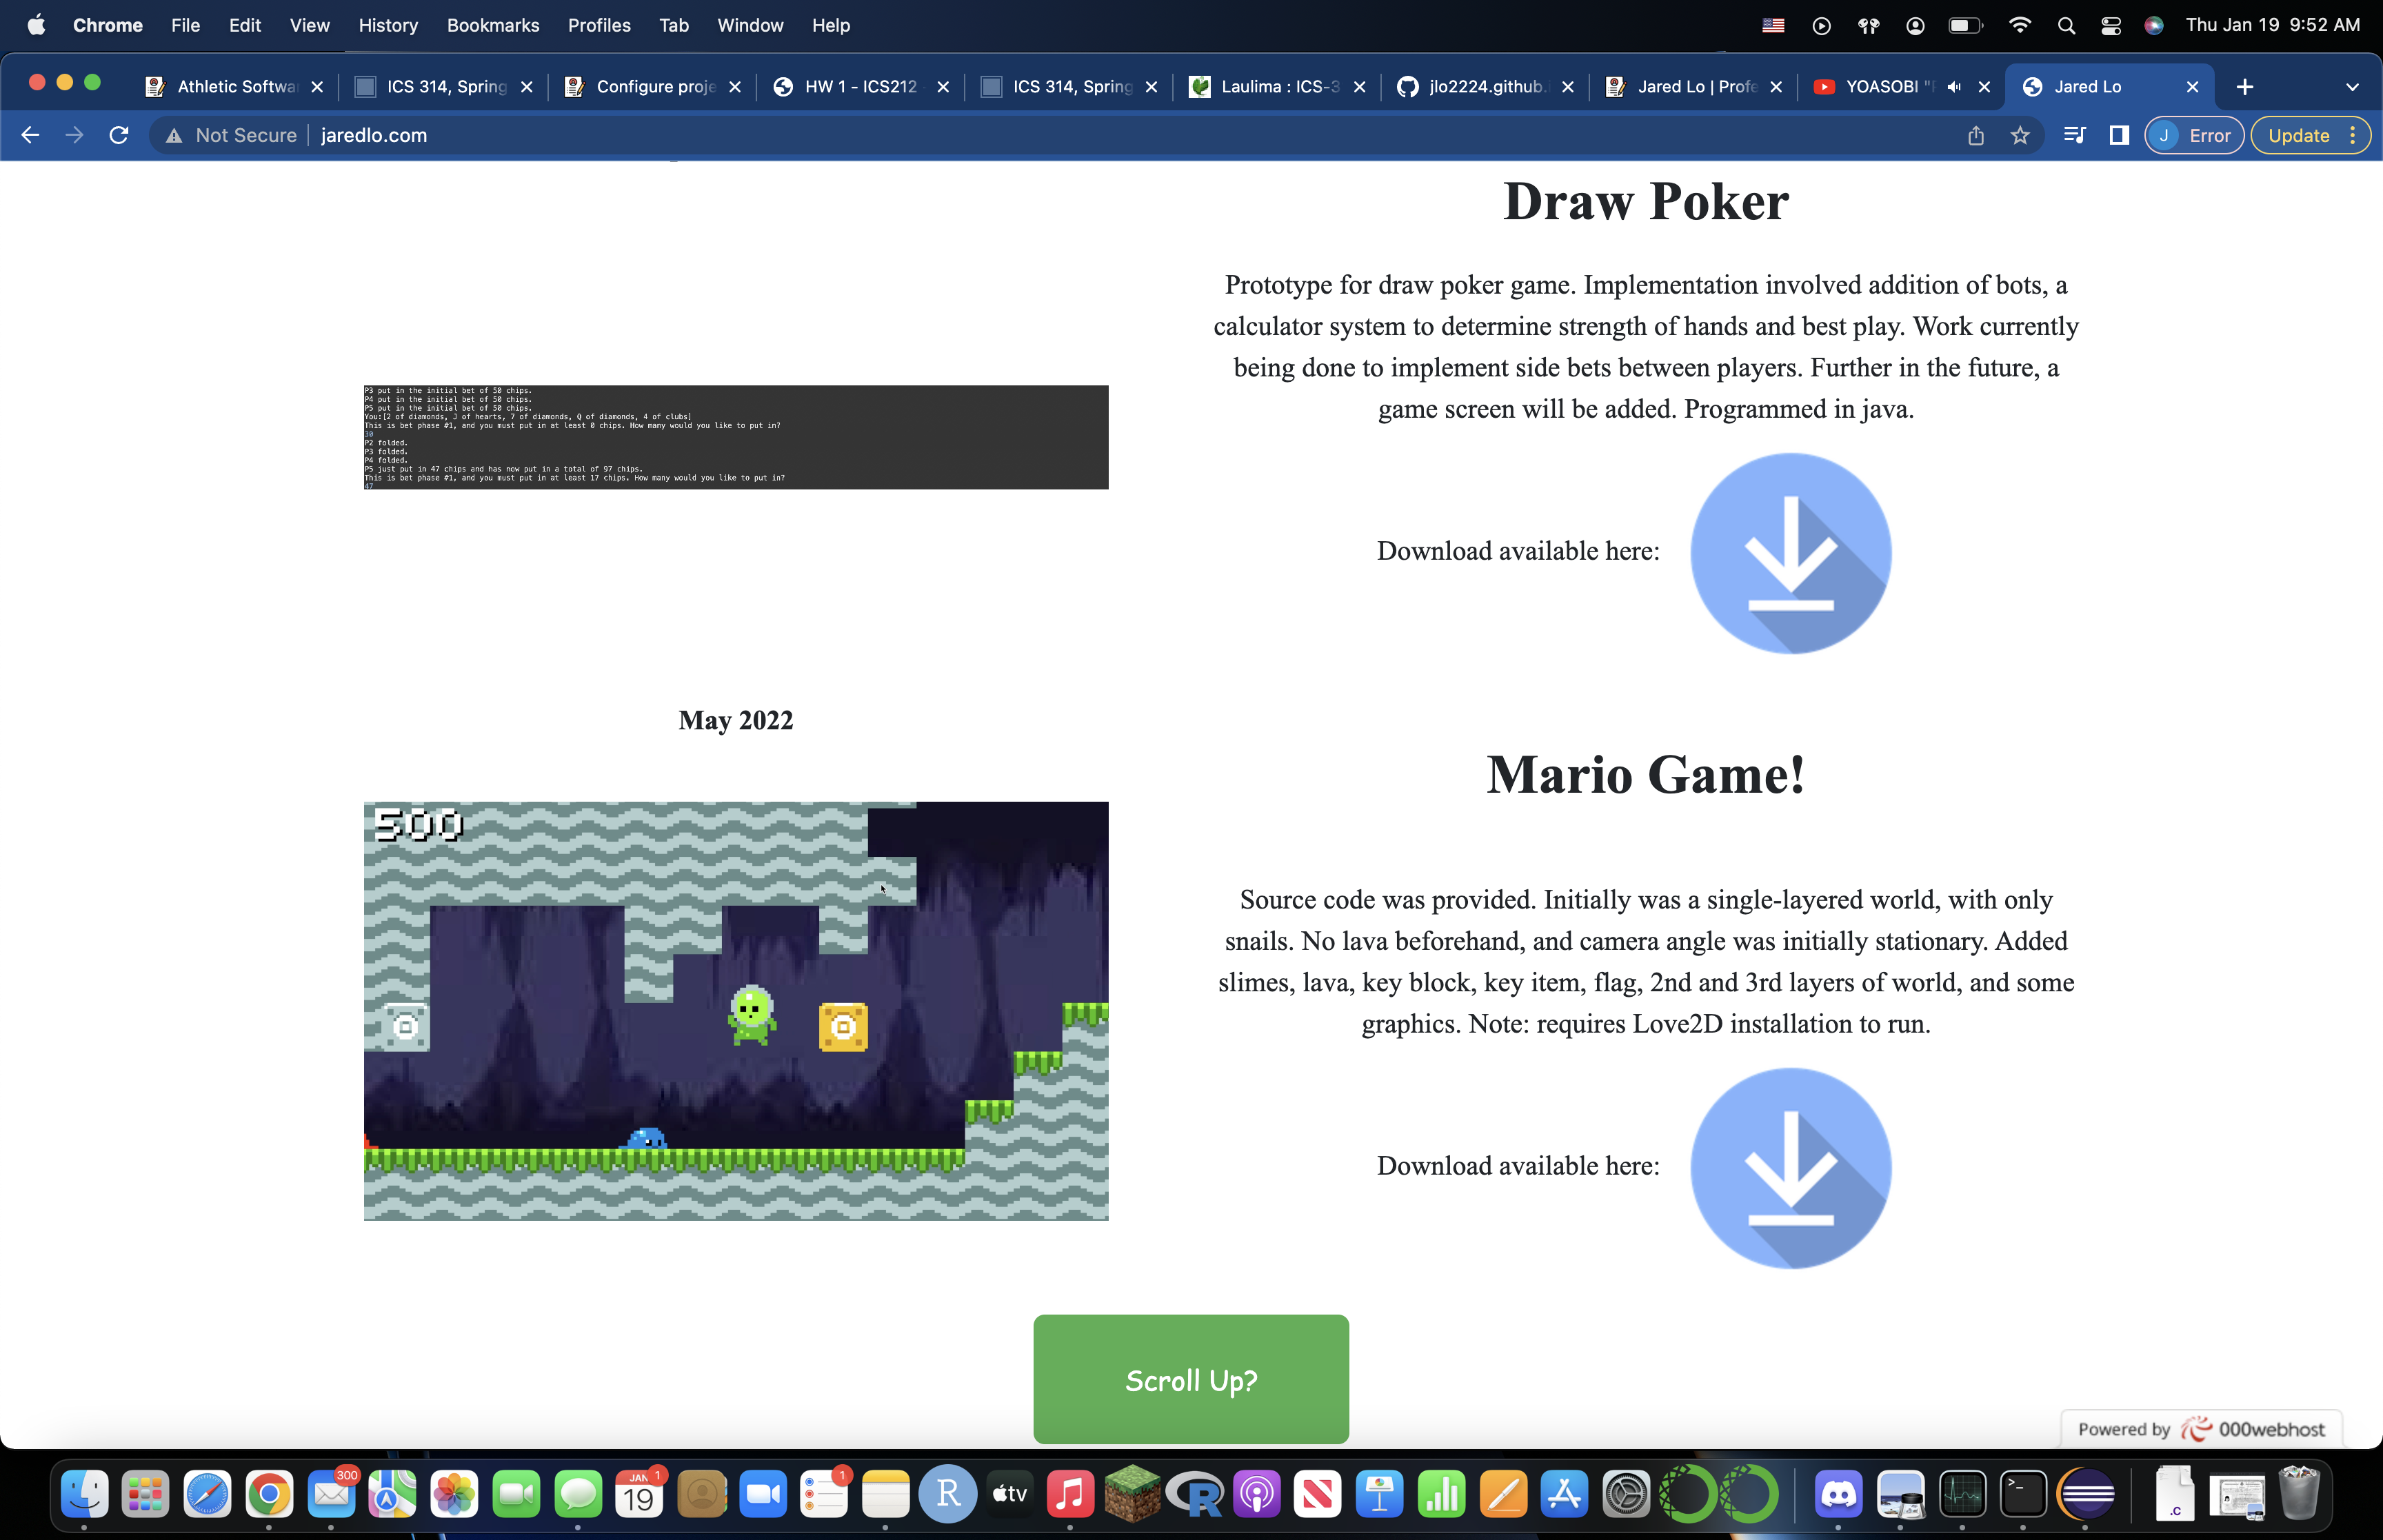 Chrome File Edit View History Bookmarks Profiles Tab Window Help Thu Jan 19 9:52 AM
Athletic Softwa ICS 314, Spring Configure proje HW 1 - ICS212 ICS 314, Spring Laulima : ICS-3 jlo2224.github. Jared Lo | Profe YOASOBI Jared Lo
Not Secure jaredlo.com J Error Update
Draw Poker
Prototype for draw poker game. Implementation involved addition of bots, a
calculator system to determine strength of hands and best play. Work currently
being done to implement side bets between players. Further in the future, a
game screen will be added. Programmed in java.
P3 put in the initial bet of 50 chips.
P4 put in the initial bet of 50 chips.
P5 put in the initial bet of 50 chips.
You:[2 of diamonds, J of hearts, 7 of diamonds, Q of diamonds, 4 of clubs]
This is bet phase #1, and you must put in at least 0 chips. How many would you like to put in?
30
P2 folded.
P3 folded.
P4 folded.
P5 just put in 47 chips and has now put in a total of 97 chips.
This is bet phase #1, and you must put in at least 17 chips. How many would you like to put in?
47
Download available here:
May 2022
Mario Game!
500
Source code was provided. Initially was a single-layered world, with only
snails. No lava beforehand, and camera angle was initially stationary. Added
slimes, lava, key block, key item, flag, 2nd and 3rd layers of world, and some
graphics. Note: requires Love2D installation to run.
Download available here:
Scroll Up?
Powered by 000webhost
300 JAN 19 1 1 R tv R >_ .C